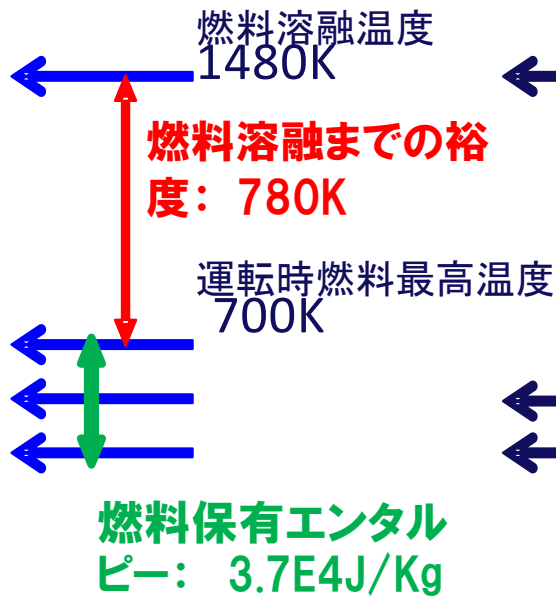 燃料溶融温度
1480K
燃料溶融までの裕
度： 780K
運転時燃料最高温度
700K
燃料保有エンタル
ピー： 3.7E4J/Kg